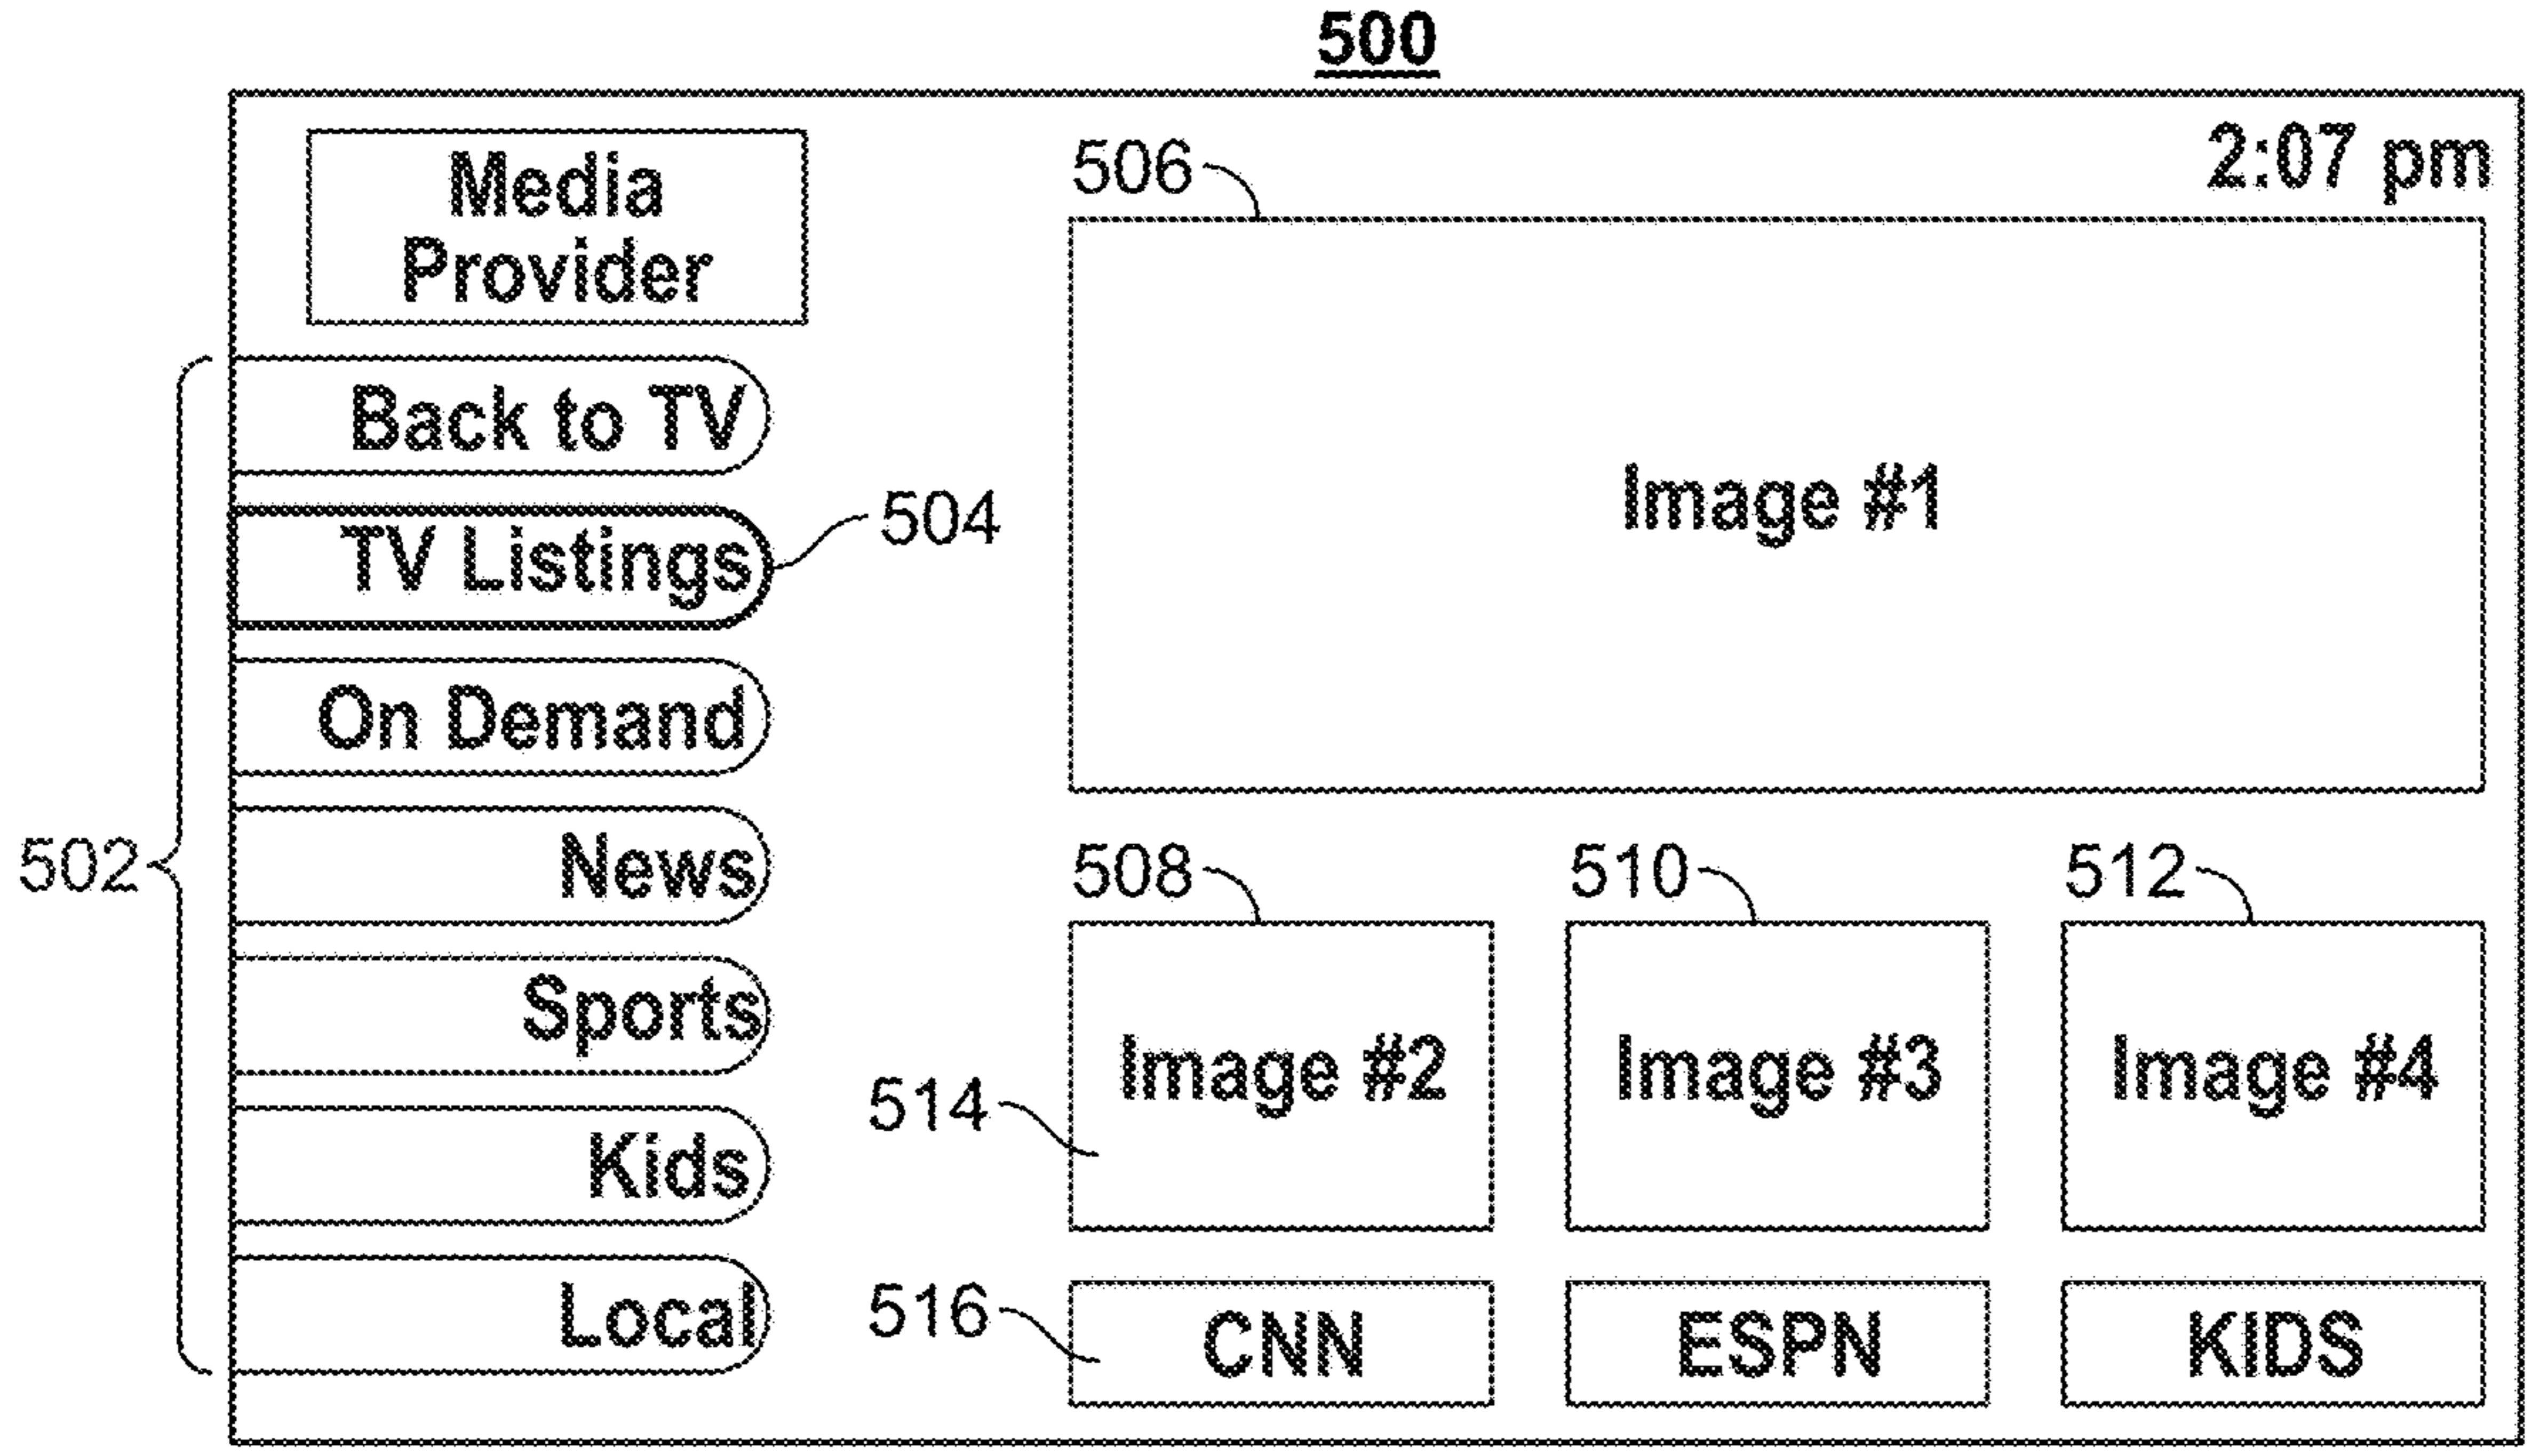 500
2:07 pm
Media
Provider
506
Image #1
502
Back to TV
TV Listings
504
On Demand
News
Sports
Kids
Local
508
510
512
Image #2
Image #3
Image #4
514
516
CNN
ESPN
KIDS